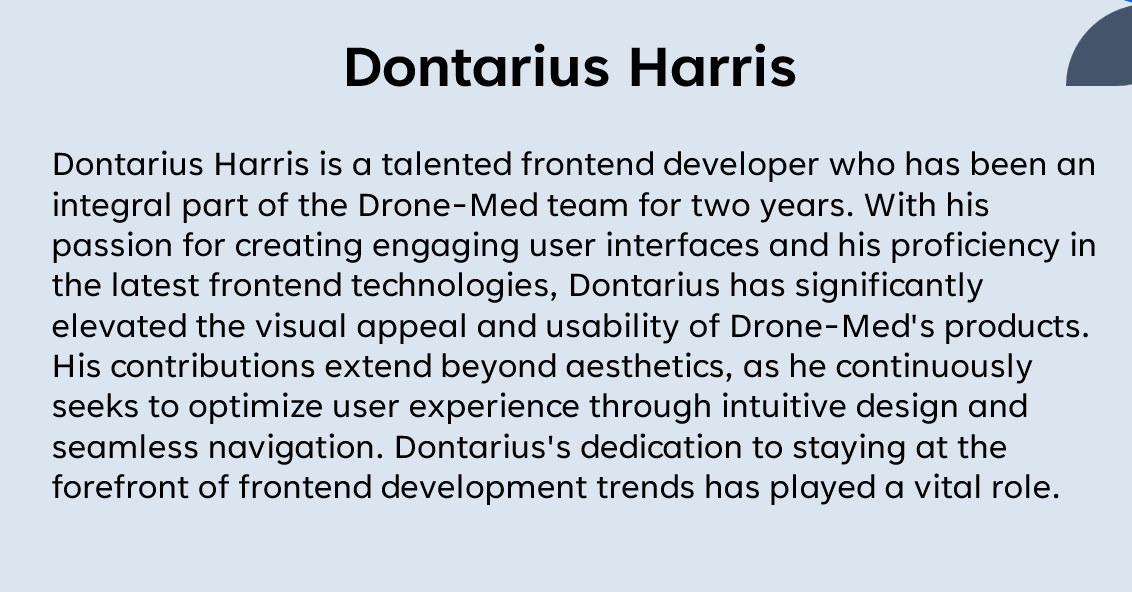 Dontarius Harris
Dontarius Harris is a talented frontend developer who has been an
integral part of the Drone-Med team for two years. With his
passion for creating engaging user interfaces and his proficiency in
the latest frontend technologies, Dontarius has significantly
elevated the visual appeal and usability of Drone-Med's products.
His contributions extend beyond aesthetics, as he continuously
seeks to optimize user experience through intuitive design and
seamless navigation. Dontarius's dedication to staying at the
forefront of frontend development trends has played a vital role.